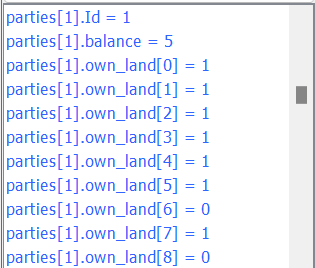 parties[1].Id = 1
parties[1].balance = 5
parties[1].own_land[0] = 1
parties[1].own_land[1] = 1
parties[1].own_land[2] = 1
parties[1].own_land[3] = 1
parties[1].own_land[4] = 1
parties[1].own_land[5] = 1
parties[1].own_land[6] = 0
parties[1].own_land[7] = 1
parties[1].own_land[8] = 0